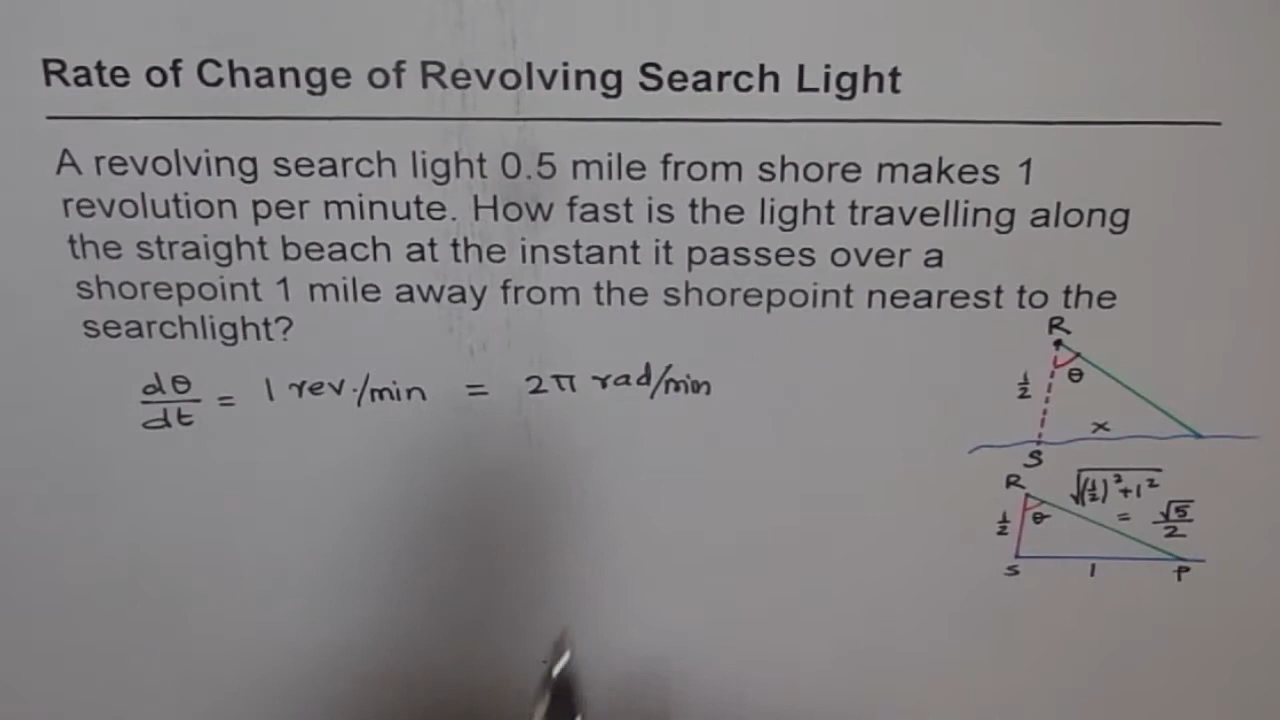 Rate of Change of Revolving Search Light
A revolving search light 0.5 mile from shore makes 1
revolution per minute. How fast is the light travelling along
the straight beach at the instant it passes over a
shorepoint 1 mile away from the shorepoint nearest to the
searchlight?
dθ/dt = 1 rev./min = 2π rad/min
R
1/2 θ
x
S
R √((1/2)²+1²)
1/2 θ = √5/2
S 1 P